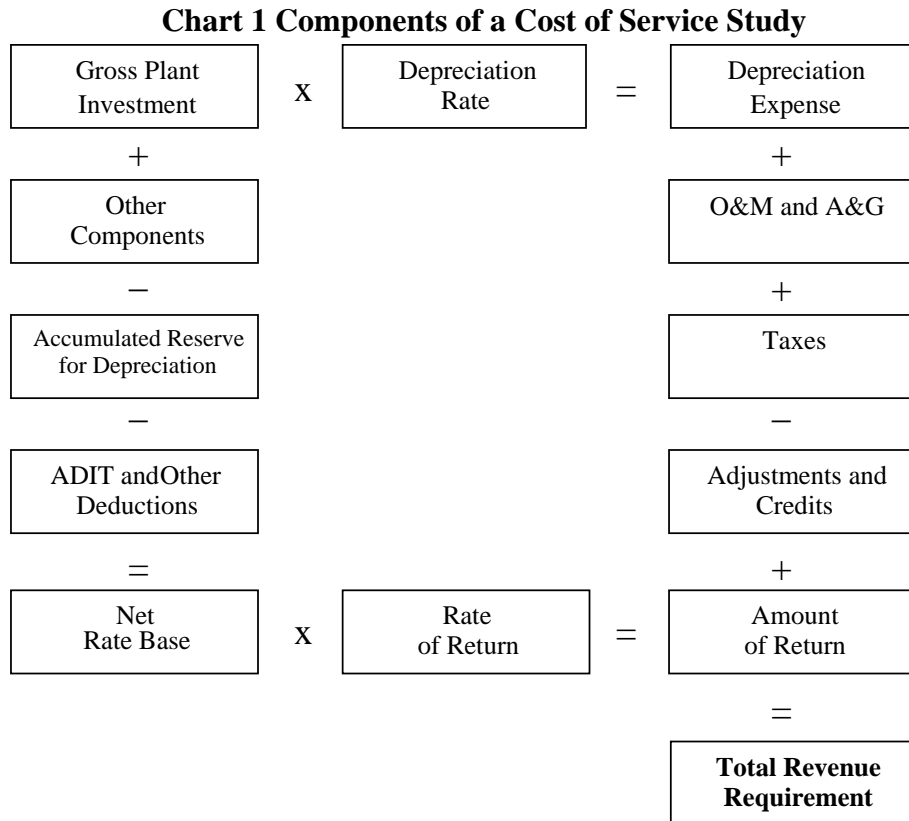 Chart 1 Components of a Cost of Service Study
Gross Plant
Investment
x
Depreciation
Rate
=
Depreciation
Expense
+
+
Other
Components
O&M and A&G
−
+
Accumulated Reserve
for Depreciation
Taxes
−
−
ADIT andOther
Deductions
Adjustments and
Credits
=
+
Net
Rate Base
x
Rate
of Return
=
Amount
of Return
=
Total Revenue
Requirement